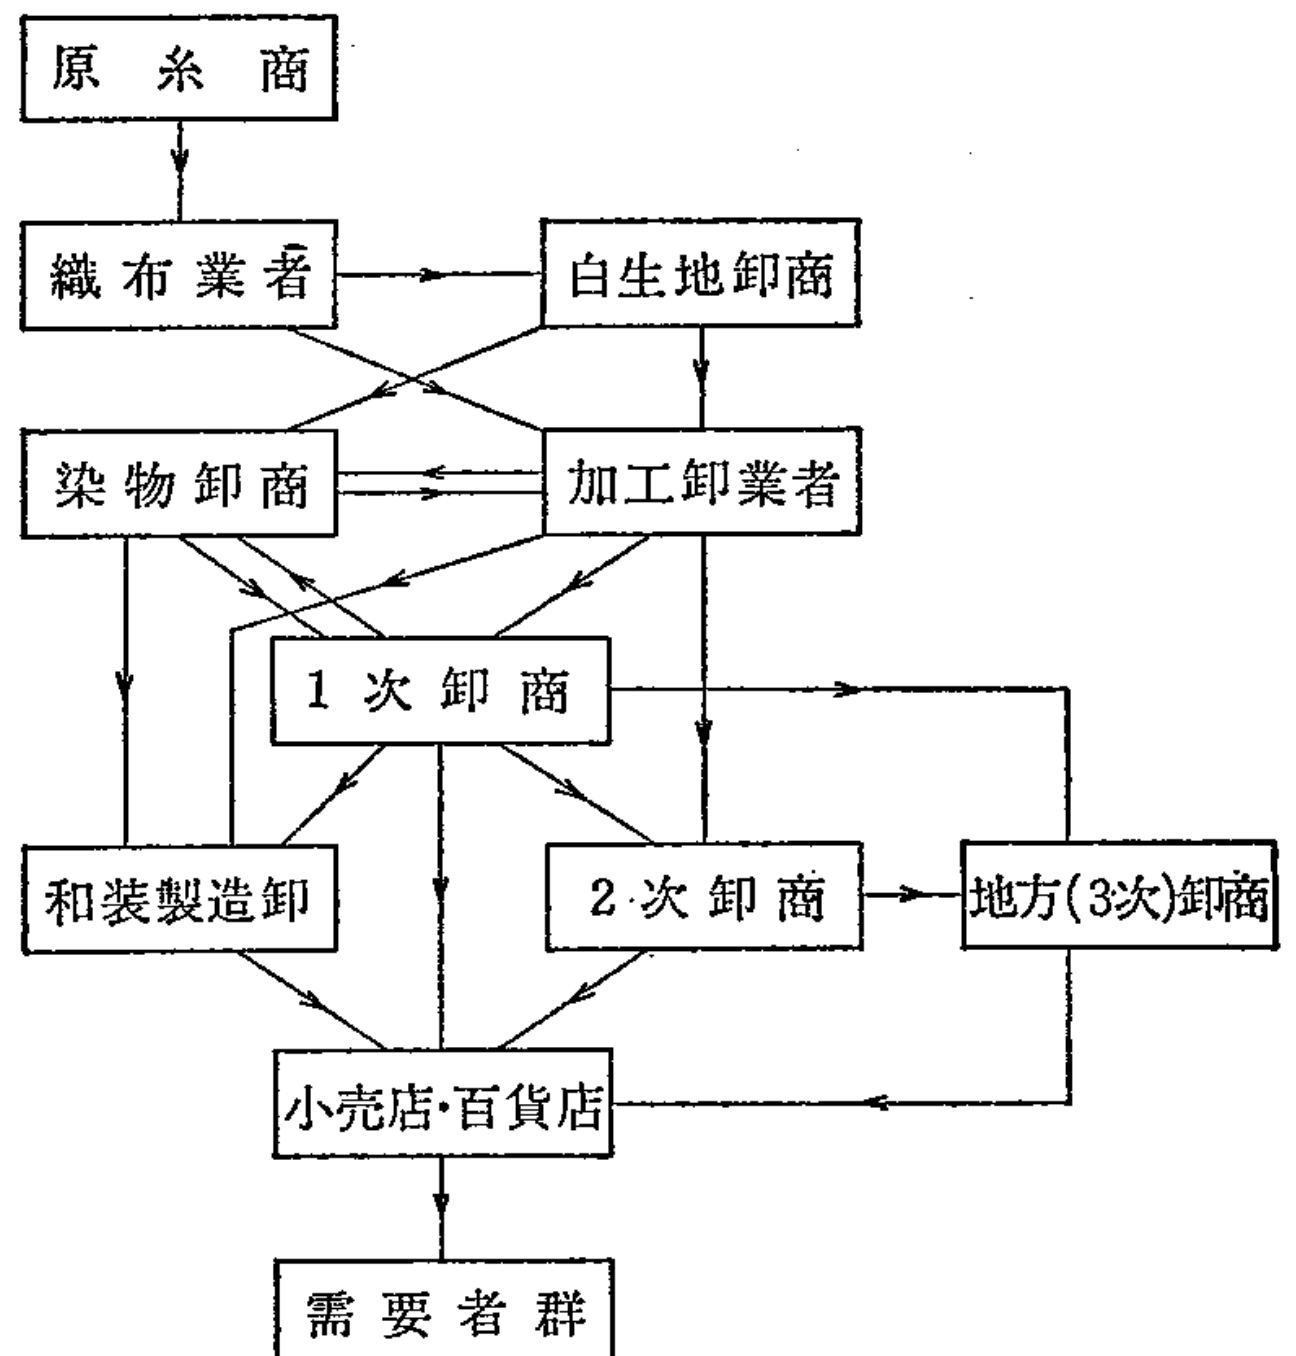 原糸商
織布業者
白生地卸商
染物卸商
加工卸業者
1次卸商
和装製造卸
2次卸商
地方(3次)卸商
小売店・百貨店
需要者群